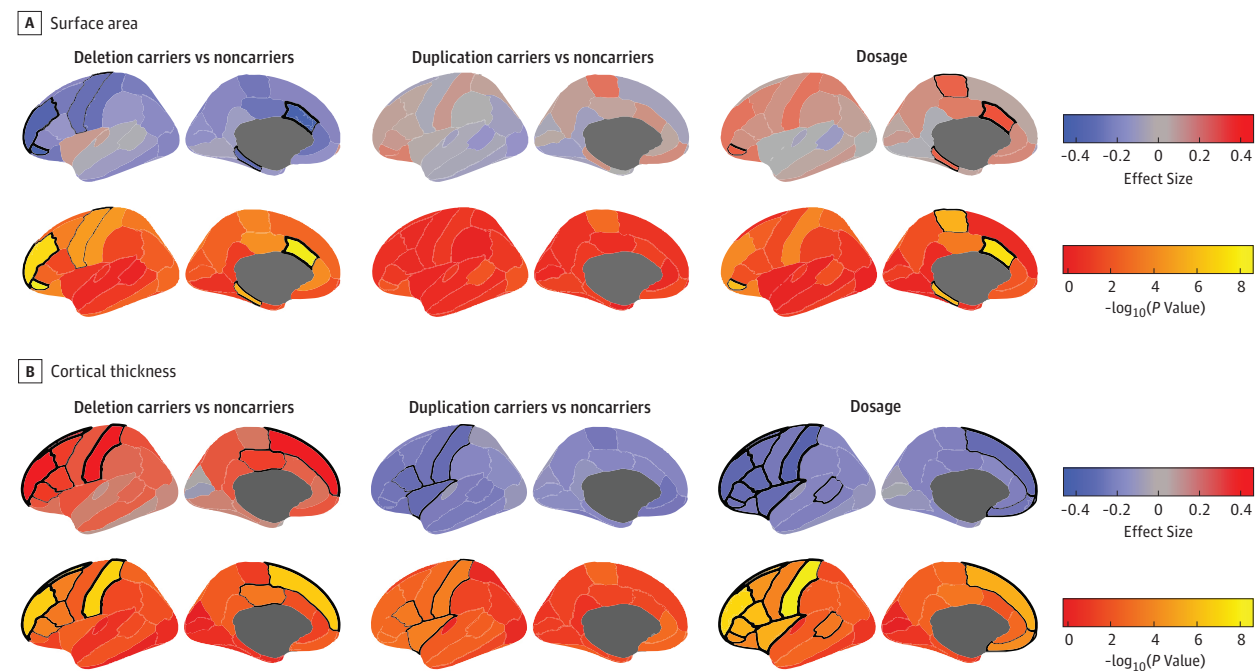 A Surface area
Deletion carriers vs noncarriers
Duplication carriers vs noncarriers
Dosage
–0.4 –0.2 0 0.2 0.4
Effect Size
0 2 4 6 8
–log10(P Value)
B Cortical thickness
Deletion carriers vs noncarriers
Duplication carriers vs noncarriers
Dosage
–0.4 –0.2 0 0.2 0.4
Effect Size
0 2 4 6 8
–log10(P Value)